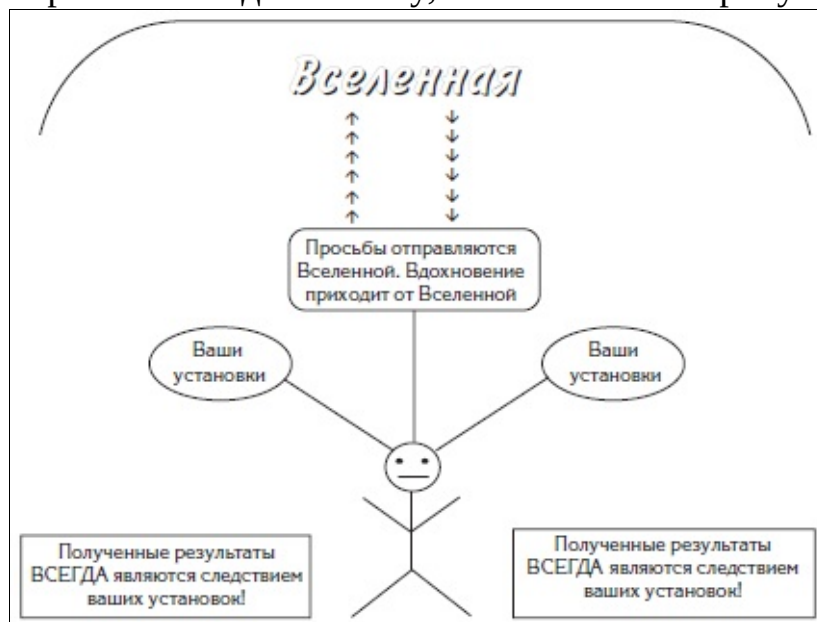 Вселенная
Просьбы отправляются
Вселенной. Вдохновение
приходит от Вселенной
Ваши
установки
Ваши
установки
Полученные результаты
ВСЕГДА являются следствием
ваших установок!
Полученные результаты
ВСЕГДА являются следствием
ваших установок!